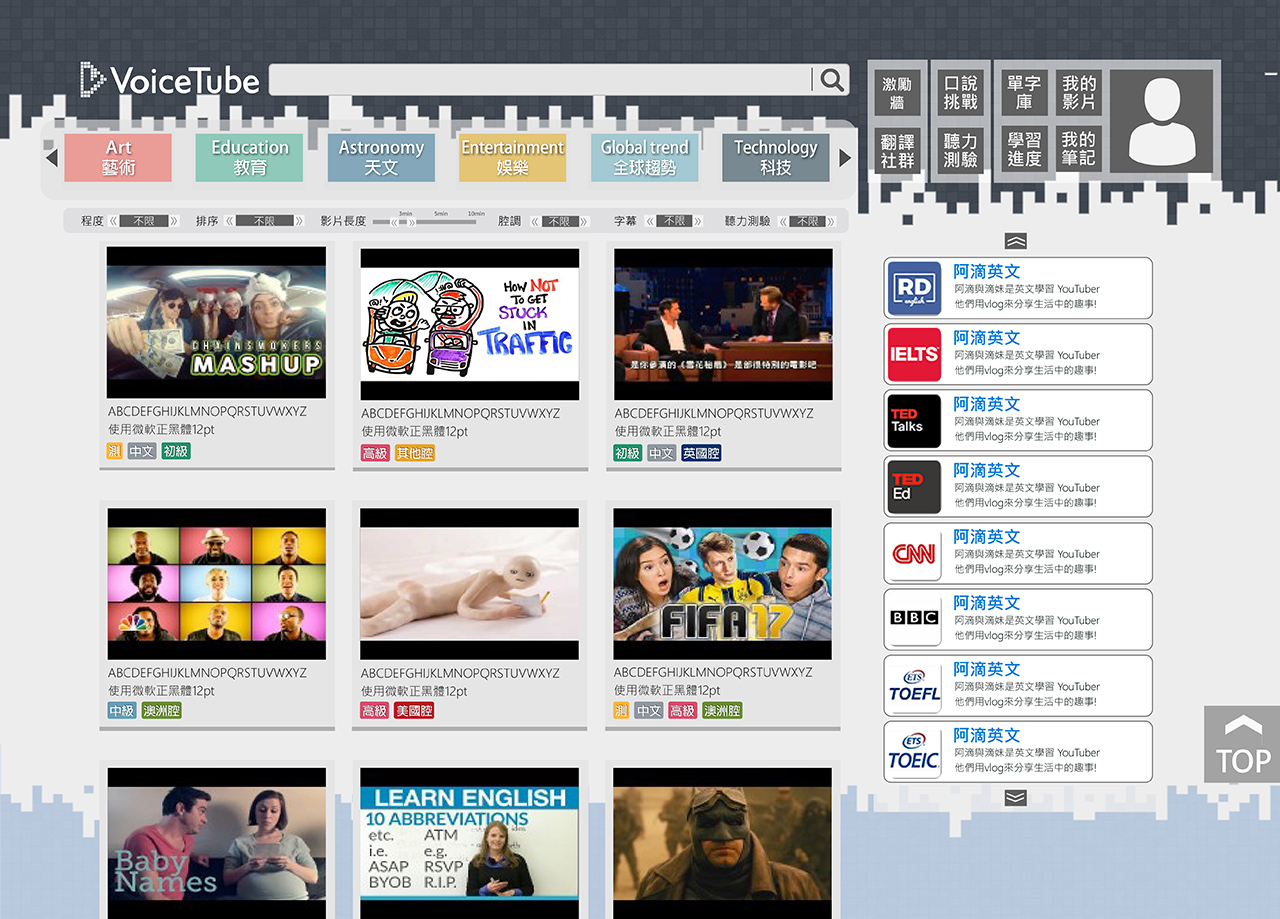 VoiceTube
激勵
牆
口說
挑戰
單字
庫
我的
影片
翻譯
社群
聽力
測驗
學習
進度
我的
筆記
Art
藝術
Education
教育
Astronomy
天文
Entertainment
娛樂
Global trend
全球趨勢
Technology
科技
程度 不限 排序 不限 影片長度 3min 5min 10min 腔調 不限 字幕 不限 聽力測驗 不限
CHAINSMOKERS
MASHUP
ABCDEFGHIJKLMNOPQRSTUVWXYZ
使用微軟正黑體12pt
測 中文 初級
HOW NOT
TO GET
STUCK
IN
TRAFFIC
ABCDEFGHIJKLMNOPQRSTUVWXYZ
使用微軟正黑體12pt
高級 其他腔
是你參演的《雪花秘扇》是部很特別的電影吧
ABCDEFGHIJKLMNOPQRSTUVWXYZ
使用微軟正黑體12pt
初級 中文 英國腔
ABCDEFGHIJKLMNOPQRSTUVWXYZ
使用微軟正黑體12pt
中級 澳洲腔
ABCDEFGHIJKLMNOPQRSTUVWXYZ
使用微軟正黑體12pt
高級 美國腔
FIFA 17
ABCDEFGHIJKLMNOPQRSTUVWXYZ
使用微軟正黑體12pt
測 中文 高級 澳洲腔
Baby
Names
LEARN ENGLISH
10 ABBREVIATIONS
etc. ATM
i.e. e.g.
ASAP RSVP
BYOB R.I.P.
RD
english
阿滴英文
阿滴與滴妹是英文學習 YouTuber
他們用vlog來分享生活中的趣事!
IELTS
阿滴英文
阿滴與滴妹是英文學習 YouTuber
他們用vlog來分享生活中的趣事!
TED
Talks
阿滴英文
阿滴與滴妹是英文學習 YouTuber
他們用vlog來分享生活中的趣事!
TED
Ed
阿滴英文
阿滴與滴妹是英文學習 YouTuber
他們用vlog來分享生活中的趣事!
CNN
阿滴英文
阿滴與滴妹是英文學習 YouTuber
他們用vlog來分享生活中的趣事!
BBC
阿滴英文
阿滴與滴妹是英文學習 YouTuber
他們用vlog來分享生活中的趣事!
ETS
TOEFL
阿滴英文
阿滴與滴妹是英文學習 YouTuber
他們用vlog來分享生活中的趣事!
ETS
TOEIC
阿滴英文
阿滴與滴妹是英文學習 YouTuber
他們用vlog來分享生活中的趣事!
TOP